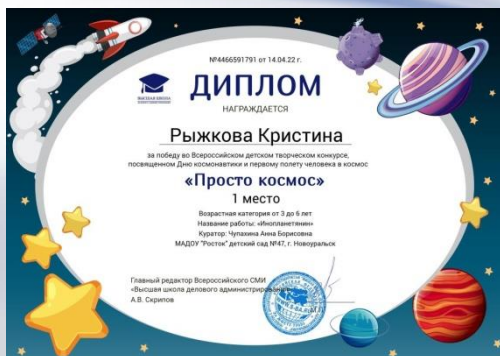 №4466591791 от 14.04.22 г.
ДИПЛОМ
НАГРАЖДАЕТСЯ
Рыжкова Кристина
за победу во Всероссийском детском творческом конкурсе,
посвященном Дню космонавтики и первому полету человека в космос
«Просто космос»
1 место
Возрастная категория от 3 до 6 лет
Название работы: «Инопланетянин»
Куратор: Чупахина Анна Борисовна
МАДОУ "Росток" детский сад №47, г. Новоуральск
Главный редактор Всероссийского СМИ
«Высшая школа делового администрирования»
А.В. Скрипов